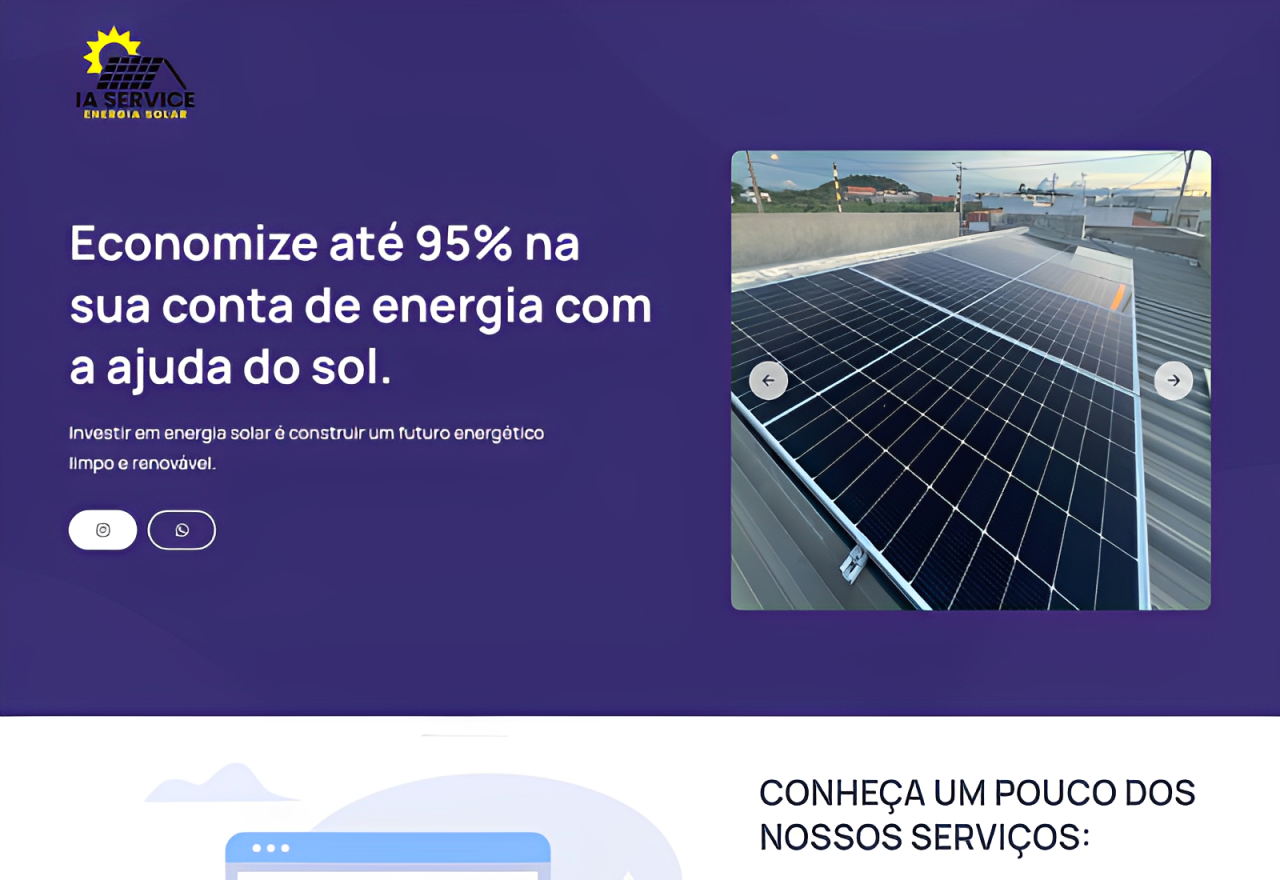 IA SERVICE
ENERGIA SOLAR
Economize até 95% na
sua conta de energia com
a ajuda do sol.
Investir em energia solar é construir um futuro energético
limpo e renovável.
CONHEÇA UM POUCO DOS
NOSSOS SERVIÇOS: